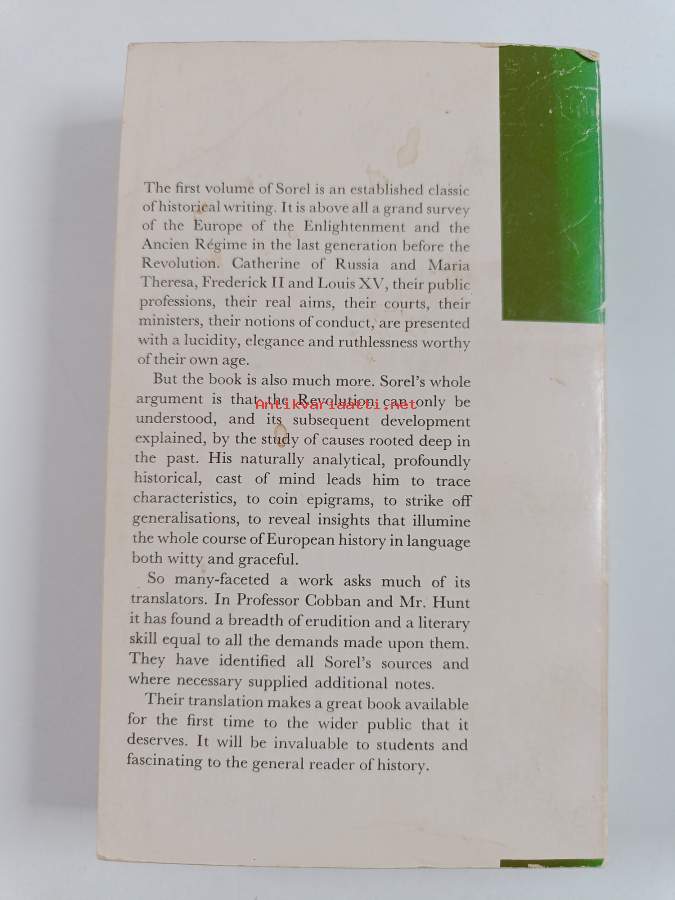 The first volume of Sorel is an established classic
of historical writing. It is above all a grand survey
of the Europe of the Enlightenment and the
Ancien Régime in the last generation before the
Revolution. Catherine of Russia and Maria
Theresa, Frederick II and Louis XV, their public
professions, their real aims, their courts, their
ministers, their notions of conduct, are presented
with a lucidity, elegance and ruthlessness worthy
of their own age.
But the book is also much more. Sorel's whole
argument is that the Revolution can only be
Antikvariaatti.net
understood, and its subsequent development
explained, by the study of causes rooted deep in
the past. His naturally analytical, profoundly
historical, cast of mind leads him to trace
characteristics, to coin epigrams, to strike off
generalisations, to reveal insights that illumine
the whole course of European history in language
both witty and graceful.
So many-faceted a work asks much of its
translators. In Professor Cobban and Mr. Hunt
it has found a breadth of erudition and a literary
skill equal to all the demands made upon them.
They have identified all Sorel's sources and
where necessary supplied additional notes.
Their translation makes a great book available
for the first time to the wider public that it
deserves. It will be invaluable to students and
fascinating to the general reader of history.